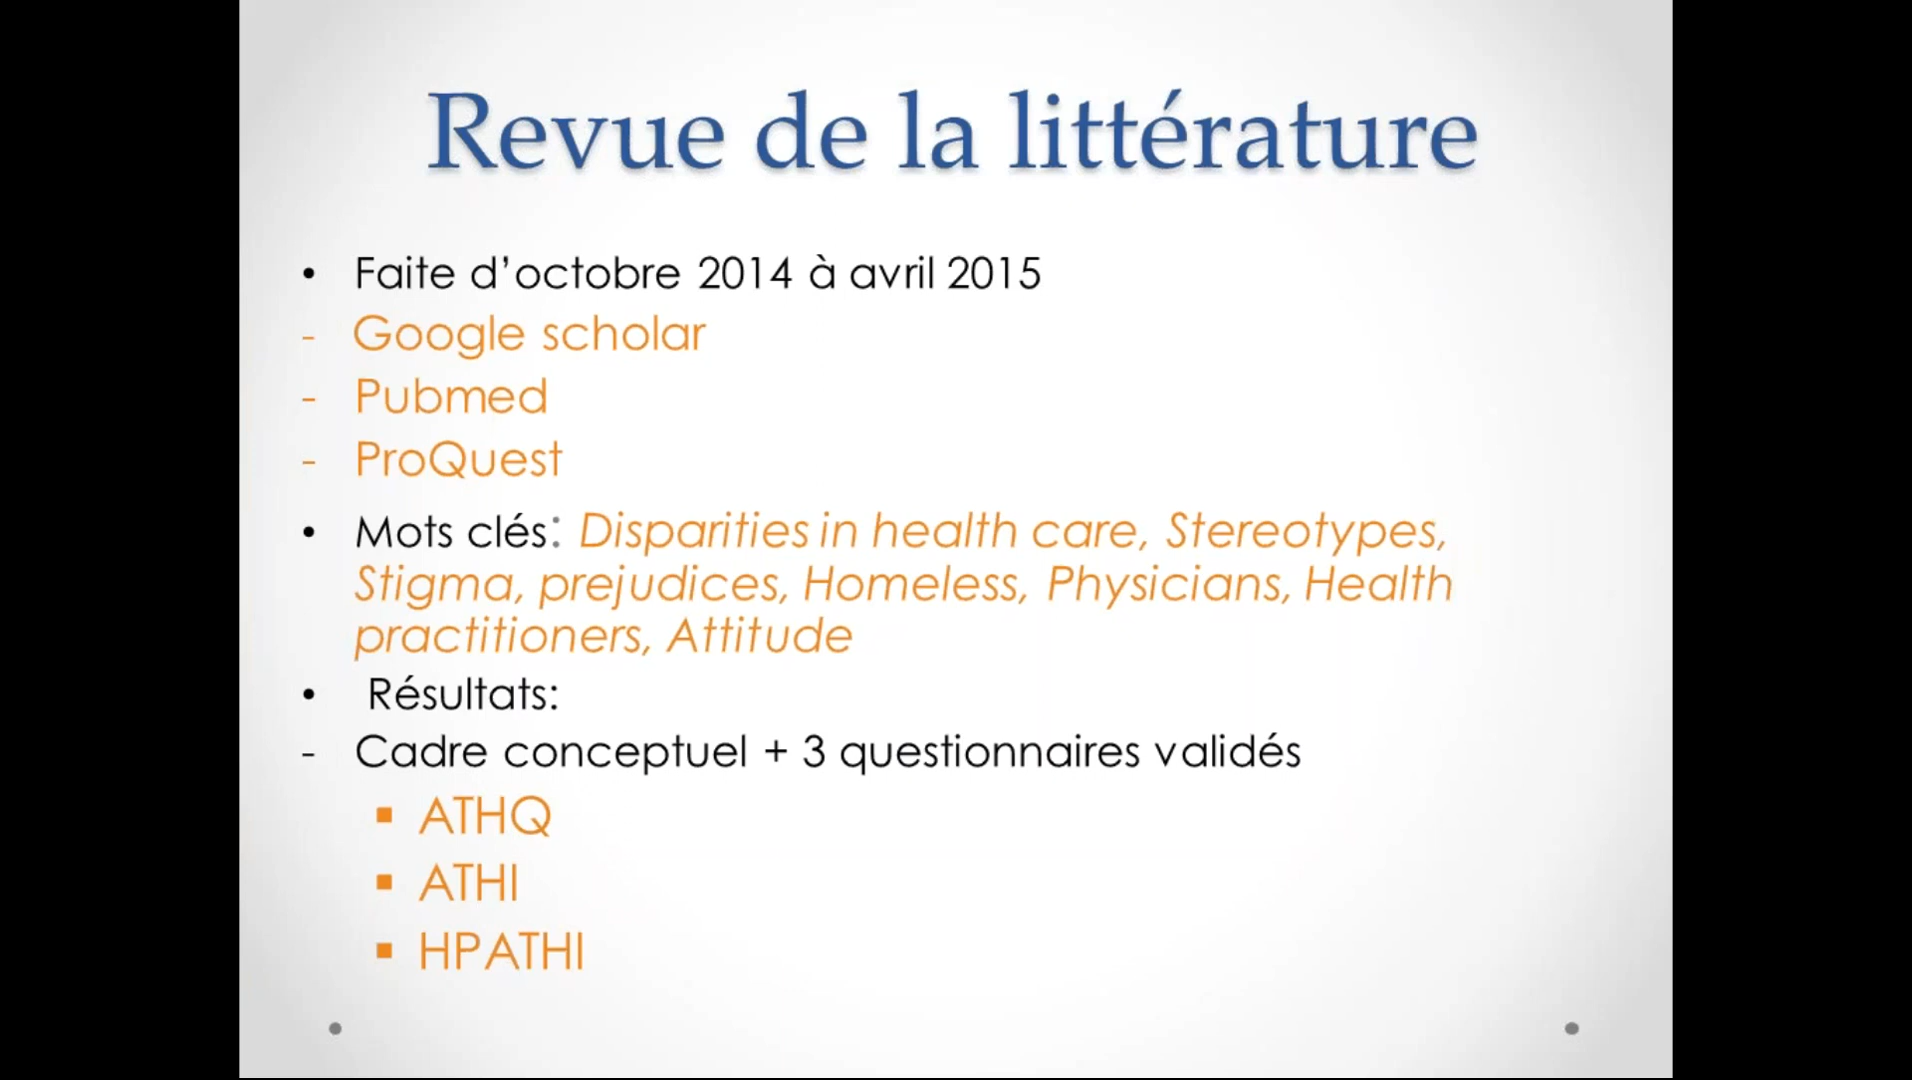 Revue de la littérature
• Faite d’octobre 2014 à avril 2015
- Google scholar
- Pubmed
- ProQuest
• Mots clés: Disparities in health care, Stereotypes,
Stigma, prejudices, Homeless, Physicians, Health
practitioners, Attitude
• Résultats:
- Cadre conceptuel + 3 questionnaires validés
▪ ATHQ
▪ ATHI
▪ HPATHI